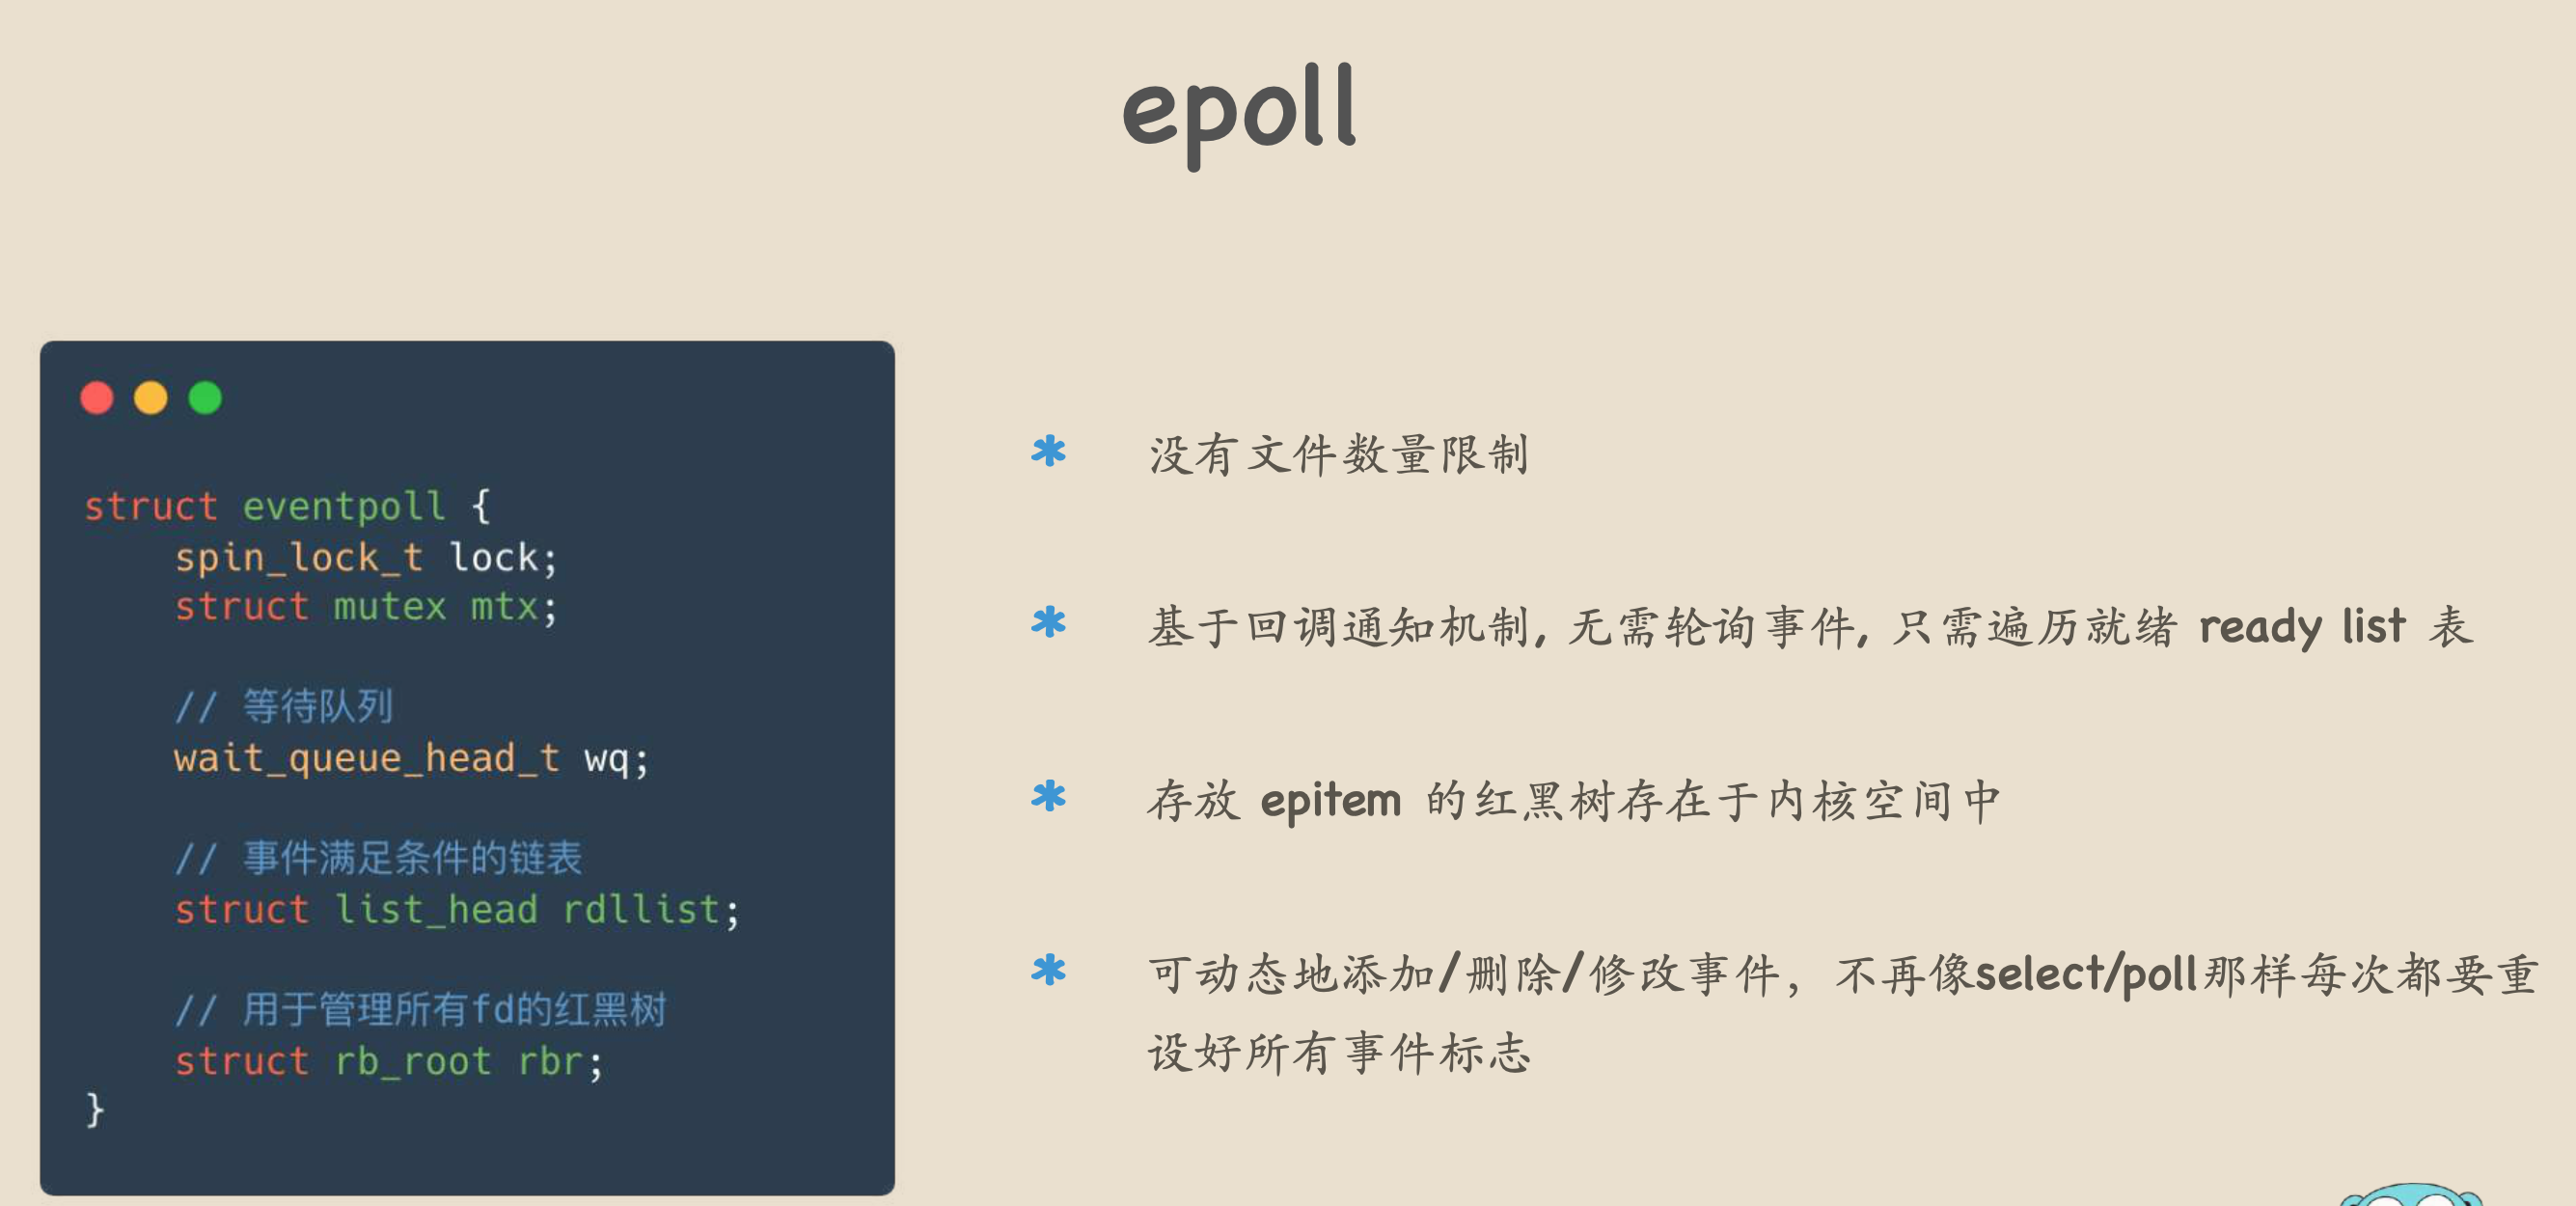 epoll
struct eventpoll {
spin_lock_t lock;
struct mutex mtx;
// 等待队列
wait_queue_head_t wq;
// 事件满足条件的链表
struct list_head rdllist;
// 用于管理所有fd的红黑树
struct rb_root rbr;
}
* 没有文件数量限制
* 基于回调通知机制, 无需轮询事件, 只需遍历就绪 ready list 表
* 存放 epitem 的红黑树存在于内核空间中
* 可动态地添加/删除/修改事件，不再像select/poll那样每次都要重
设好所有事件标志